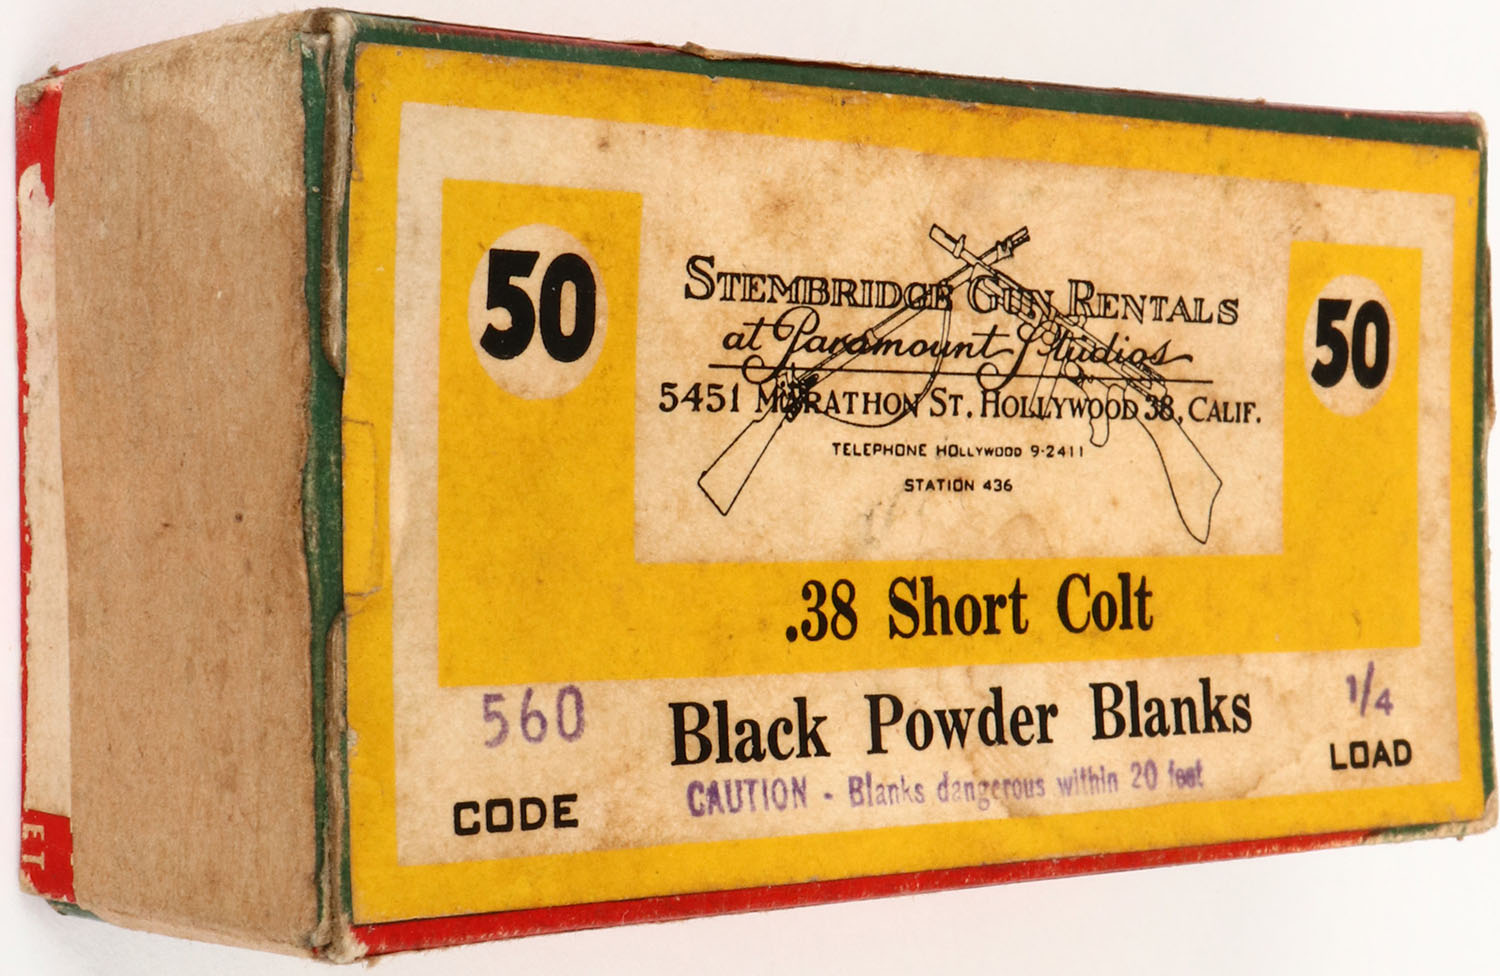 50
50
STEMBRIDGE GUN RENTALS
at Paramount Studios
5451 MARATHON ST. HOLLYWOOD 38, CALIF.
TELEPHONE HOLLYWOOD 9-2411
STATION 436
.38 Short Colt
560
CODE
Black Powder Blanks
CAUTION - Blanks dangerous within 20 feet
1/4
LOAD
ET